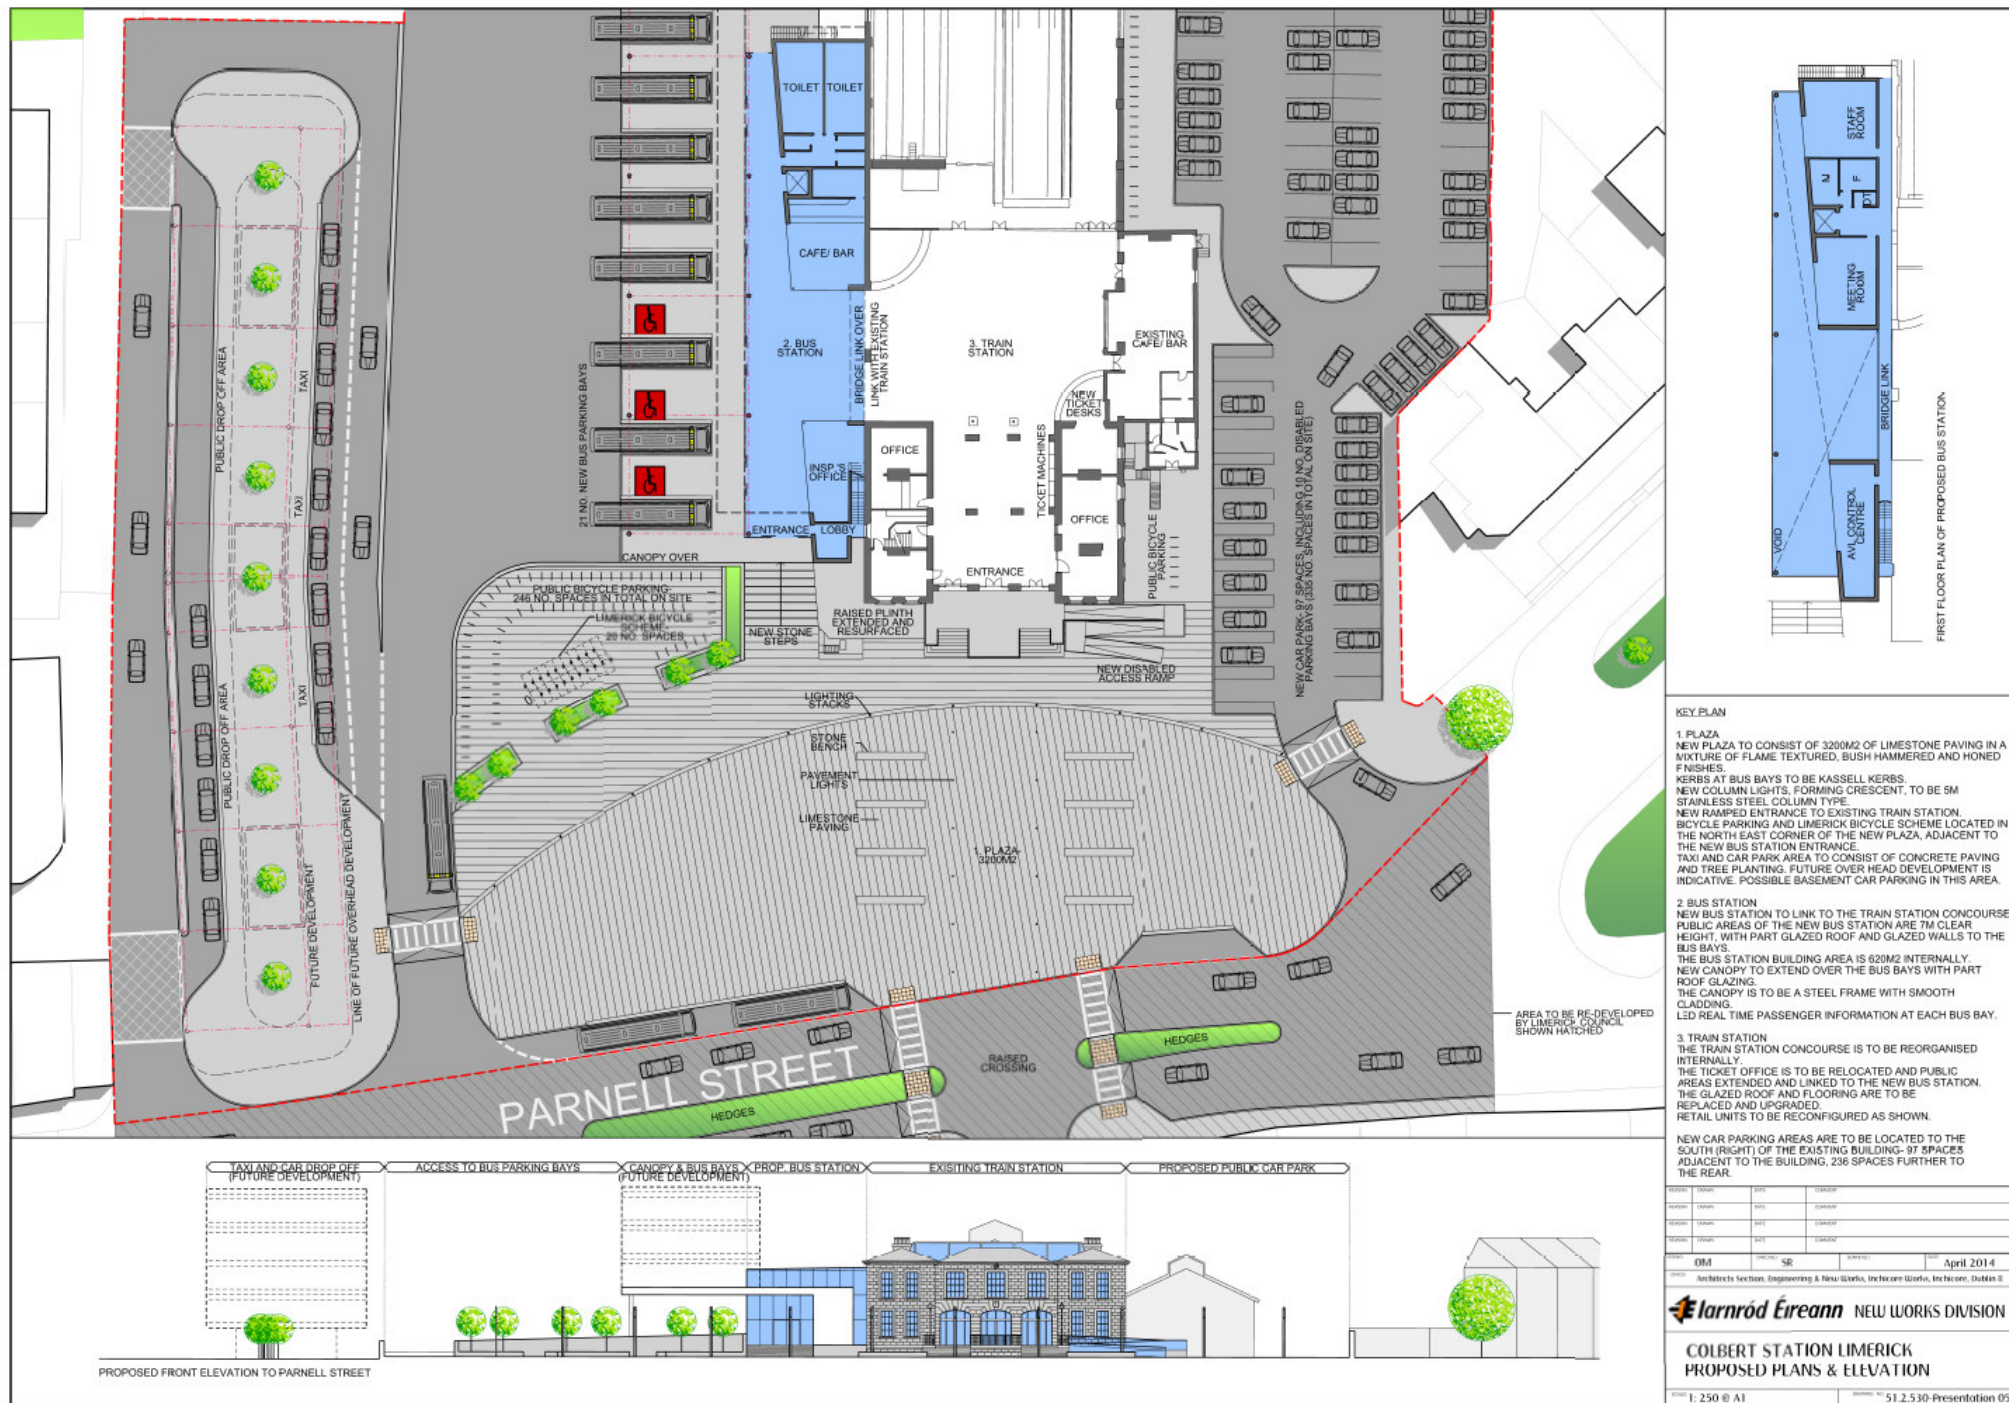 TOILET
TOILET
CAFE/ BAR
2. BUS
STATION
BRIDGE LINK OVER
LINK WITH EXISTING
TRAIN STATION
3. TRAIN
STATION
EXISTING
CAFE/ BAR
NEW
TICKET
DESKS
TICKET MACHINES
OFFICE
INSP.'S
OFFICE
OFFICE
ENTRANCE
LOBBY
ENTRANCE
CANOPY OVER
21 NO. NEW BUS PARKING BAYS
PUBLIC DROP OFF AREA
TAXI
TAXI
TAXI
PUBLIC DROP OFF AREA
FUTURE DEVELOPMENT
LINE OF FUTURE OVERHEAD DEVELOPMENT
PUBLIC BICYCLE PARKING-
246 NO. SPACES IN TOTAL ON SITE
LIMERICK BICYCLE
SCHEME-
20 NO. SPACES
NEW STONE
STEPS
RAISED PLINTH
EXTENDED AND
RESURFACED
PUBLIC BICYCLE
PARKING
NEW DISABLED
ACCESS RAMP
NEW CAR PARK- 97 SPACES, INCLUDING 10 NO. DISABLED
PARKING BAYS (335 NO. SPACES IN TOTAL ON SITE)
LIGHTING
STACKS
STONE
BENCH
PAVEMENT
LIGHTS
LIMESTONE
PAVING
1. PLAZA-
3200M2
PARNELL STREET
HEDGES
RAISED
CROSSING
HEDGES
AREA TO BE RE-DEVELOPED
BY LIMERICK COUNCIL
SHOWN HATCHED
STAFF
ROOM
M
F
DT
MEETING
ROOM
BRIDGE LINK
VOID
AVL CONTROL
CENTRE
FIRST FLOOR PLAN OF PROPOSED BUS STATION
KEY PLAN
1. PLAZA
NEW PLAZA TO CONSIST OF 3200M2 OF LIMESTONE PAVING IN A
MIXTURE OF FLAME TEXTURED, BUSH HAMMERED AND HONED
FINISHES.
KERBS AT BUS BAYS TO BE KASSELL KERBS.
NEW COLUMN LIGHTS, FORMING CRESCENT, TO BE 5M
STAINLESS STEEL COLUMN TYPE.
NEW RAMPED ENTRANCE TO EXISTING TRAIN STATION.
BICYCLE PARKING AND LIMERICK BICYCLE SCHEME LOCATED IN
THE NORTH EAST CORNER OF THE NEW PLAZA, ADJACENT TO
THE NEW BUS STATION ENTRANCE.
TAXI AND CAR PARK AREA TO CONSIST OF CONCRETE PAVING
AND TREE PLANTING. FUTURE OVER HEAD DEVELOPMENT IS
INDICATIVE. POSSIBLE BASEMENT CAR PARKING IN THIS AREA.
2. BUS STATION
NEW BUS STATION TO LINK TO THE TRAIN STATION CONCOURSE
PUBLIC AREAS OF THE NEW BUS STATION ARE 7M CLEAR
HEIGHT, WITH PART GLAZED ROOF AND GLAZED WALLS TO THE
BUS BAYS.
THE BUS STATION BUILDING AREA IS 620M2 INTERNALLY.
NEW CANOPY TO EXTEND OVER THE BUS BAYS WITH PART
ROOF GLAZING.
THE CANOPY IS TO BE A STEEL FRAME WITH SMOOTH
CLADDING.
LED REAL TIME PASSENGER INFORMATION AT EACH BUS BAY.
3. TRAIN STATION
THE TRAIN STATION CONCOURSE IS TO BE REORGANISED
INTERNALLY.
THE TICKET OFFICE IS TO BE RELOCATED AND PUBLIC
AREAS EXTENDED AND LINKED TO THE NEW BUS STATION.
THE GLAZED ROOF AND FLOORING ARE TO BE
REPLACED AND UPGRADED.
RETAIL UNITS TO BE RECONFIGURED AS SHOWN.
NEW CAR PARKING AREAS ARE TO BE LOCATED TO THE
SOUTH (RIGHT) OF THE EXISTING BUILDING- 97 SPACES
ADJACENT TO THE BUILDING, 236 SPACES FURTHER TO
THE REAR.
OM
SR
April 2014
Architects Section, Engineering & New Works, Inchicore Works, Inchicore, Dublin 8
Iarnród Éireann NEW WORKS DIVISION
COLBERT STATION LIMERICK
PROPOSED PLANS & ELEVATION
1: 250 @ A1
51.2.530-Presentation 05
TAXI AND CAR DROP OFF
(FUTURE DEVELOPMENT)
ACCESS TO BUS PARKING BAYS
CANOPY & BUS BAYS
(FUTURE DEVELOPMENT)
PROP. BUS STATION
EXISITING TRAIN STATION
PROPOSED PUBLIC CAR PARK
PROPOSED FRONT ELEVATION TO PARNELL STREET